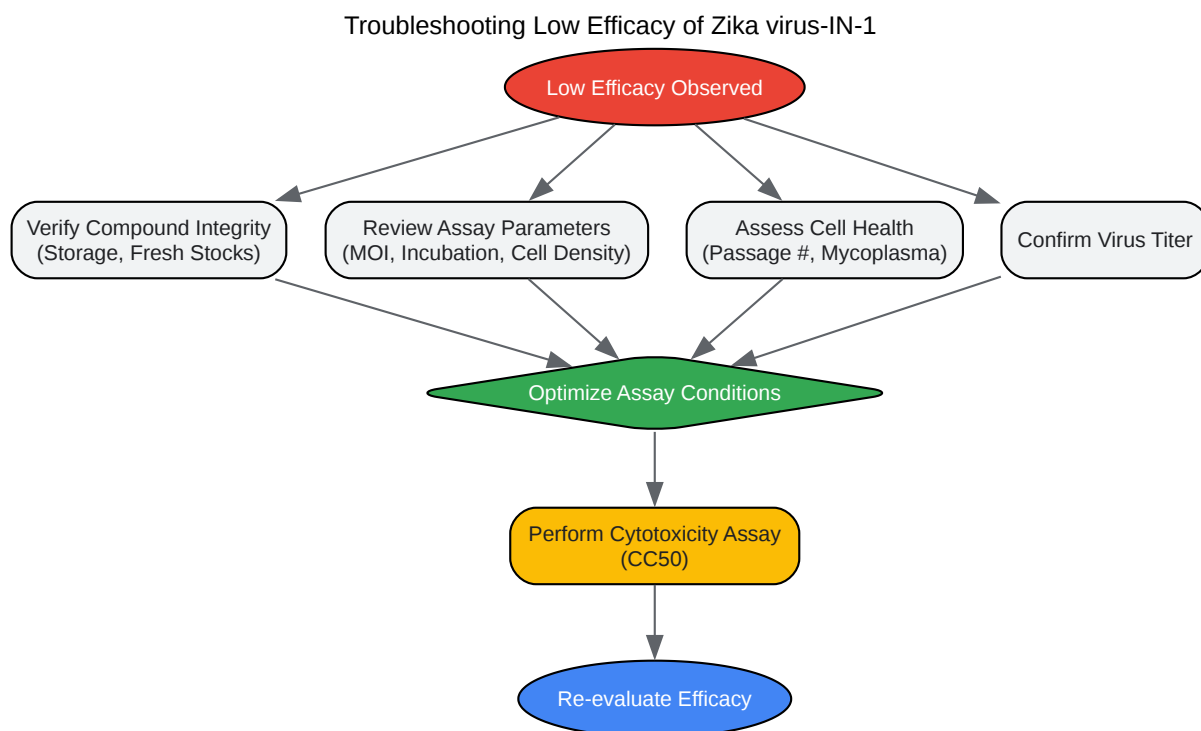 Troubleshooting Low Efficacy of Zika virus-IN-1
Low Efficacy Observed
Verify Compound Integrity
(Storage, Fresh Stocks)
Review Assay Parameters
(MOI, Incubation, Cell Density)
Assess Cell Health
(Passage #, Mycoplasma)
Confirm Virus Titer
Optimize Assay Conditions
Perform Cytotoxicity Assay
(CC50)
Re-evaluate Efficacy